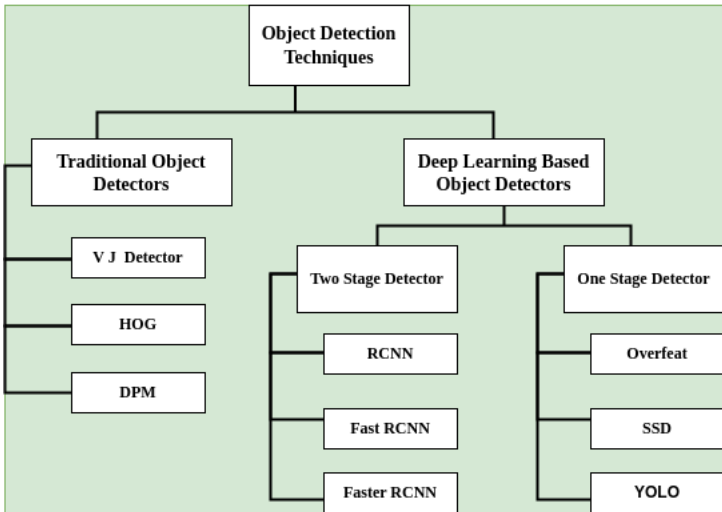 Object Detection
Techniques
Traditional Object
Detectors
Deep Learning Based
Object Detectors
V J Detector
HOG
DPM
Two Stage Detector
RCNN
Fast RCNN
Faster RCNN
One Stage Detector
Overfeat
SSD
YOLO